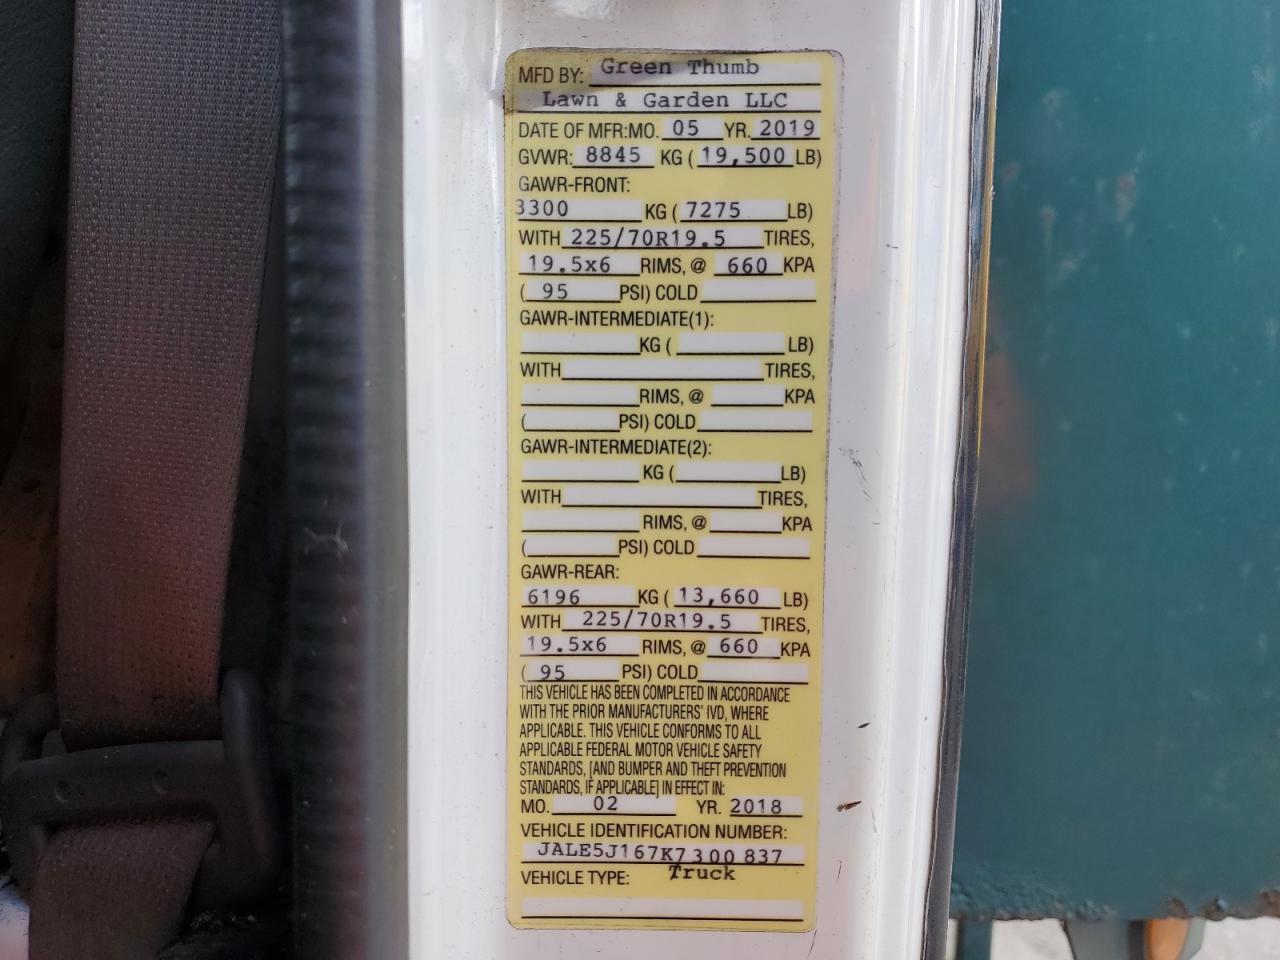 MFD BY: Green Thumb
Lawn & Garden LLC
DATE OF MFR: MO. 05 YR. 2019
GVWR: 8845 KG ( 19,500 LB)
GAWR-FRONT:
3300 KG ( 7275 LB)
WITH 225/70R19.5 TIRES,
19.5x6 RIMS, @ 660 KPA
( 95 PSI) COLD
GAWR-INTERMEDIATE(1):
KG ( LB)
WITH TIRES,
RIMS, @ KPA
( PSI) COLD
GAWR-INTERMEDIATE(2):
KG ( LB)
WITH TIRES,
RIMS, @ KPA
( PSI) COLD
GAWR-REAR:
6196 KG ( 13,660 LB)
WITH 225/70R19.5 TIRES,
19.5x6 RIMS, @ 660 KPA
( 95 PSI) COLD
THIS VEHICLE HAS BEEN COMPLETED IN ACCORDANCE
WITH THE PRIOR MANUFACTURERS' IVD, WHERE
APPLICABLE. THIS VEHICLE CONFORMS TO ALL
APPLICABLE FEDERAL MOTOR VEHICLE SAFETY
STANDARDS, [AND BUMPER AND THEFT PREVENTION
STANDARDS, IF APPLICABLE] IN EFFECT IN:
MO. 02 YR. 2018
VEHICLE IDENTIFICATION NUMBER:
JALE5J167K7300837
VEHICLE TYPE: Truck